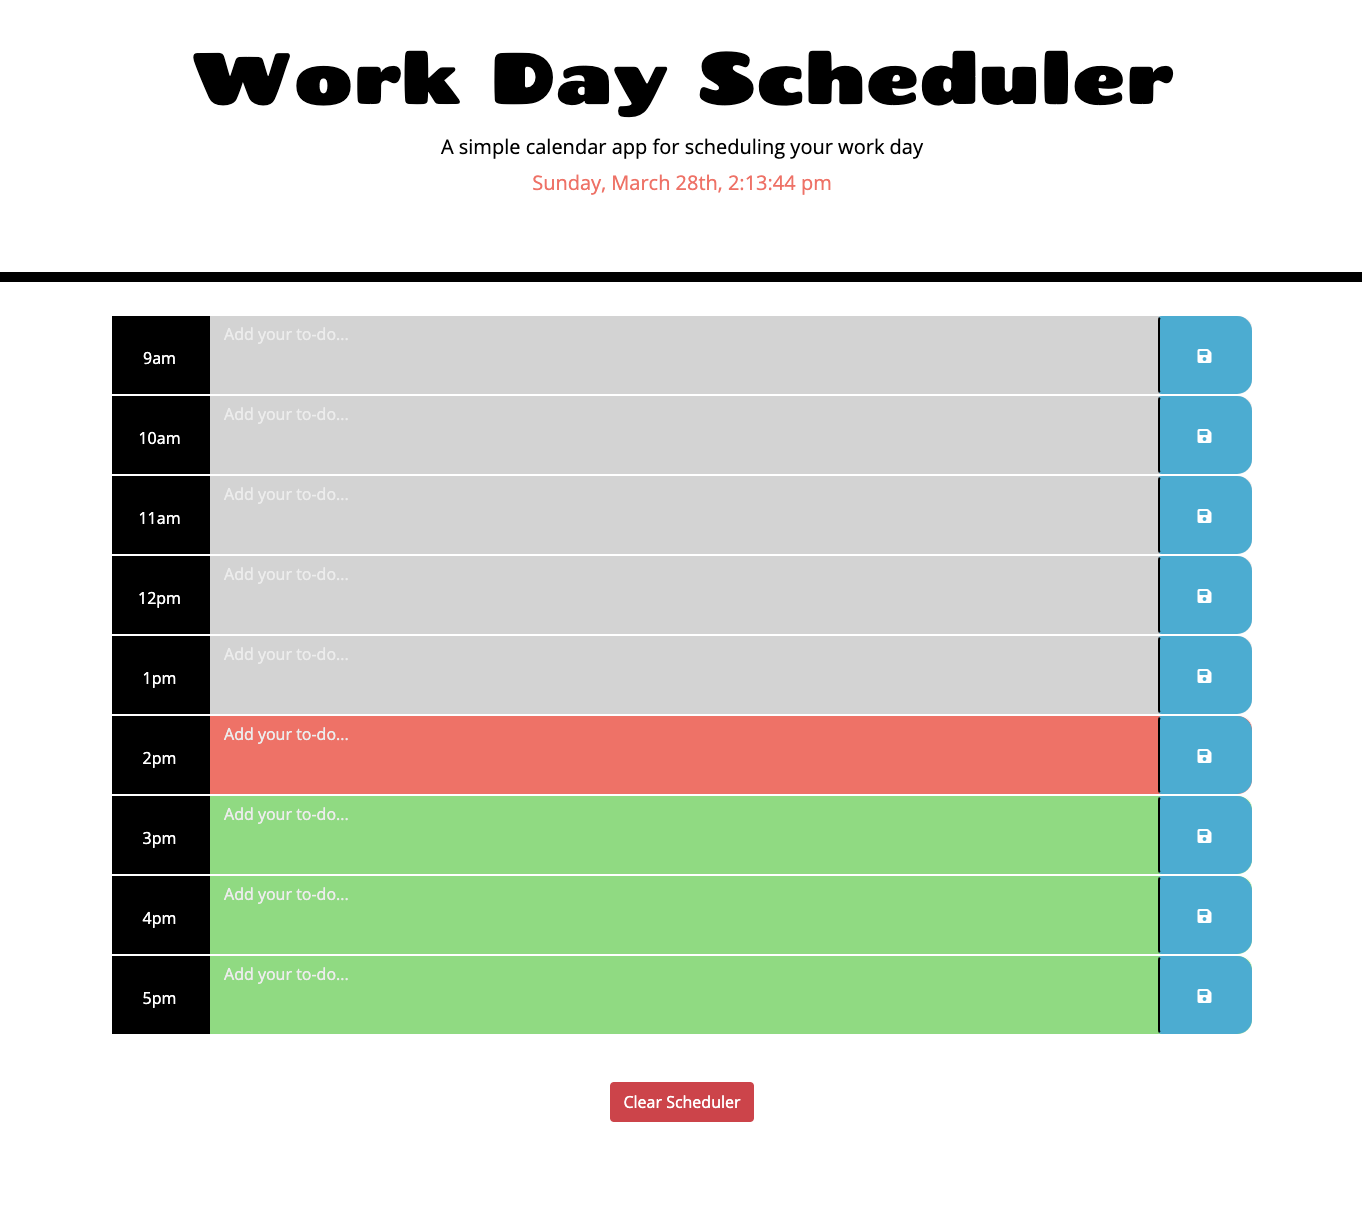 Work Day Scheduler
A simple calendar app for scheduling your work day
Sunday, March 28th, 2:13:44 pm
9am Add your to-do...
10am Add your to-do...
11am Add your to-do...
12pm Add your to-do...
1pm Add your to-do...
2pm Add your to-do...
3pm Add your to-do...
4pm Add your to-do...
5pm Add your to-do...
Clear Scheduler